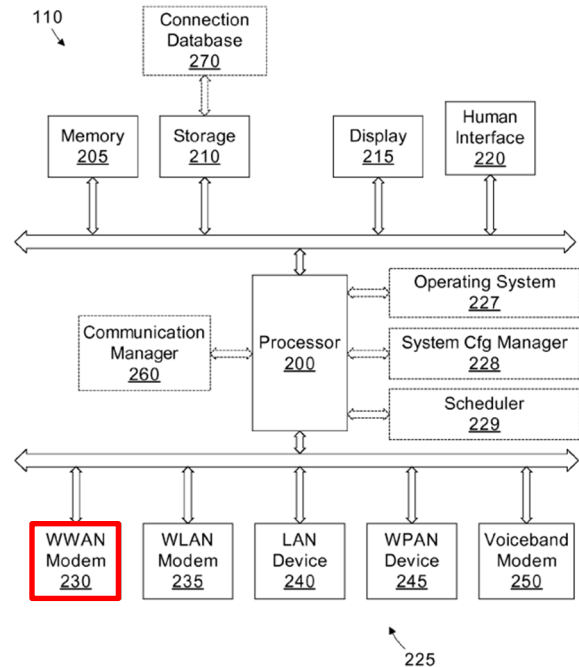 110
Connection
Database
270
Memory
205
Storage
210
Display
215
Human
Interface
220
Communication
Manager
260
Processor
200
Operating System
227
System Cfg Manager
228
Scheduler
229
WWAN
Modem
230
WLAN
Modem
235
LAN
Device
240
WPAN
Device
245
Voiceband
Modem
250
225